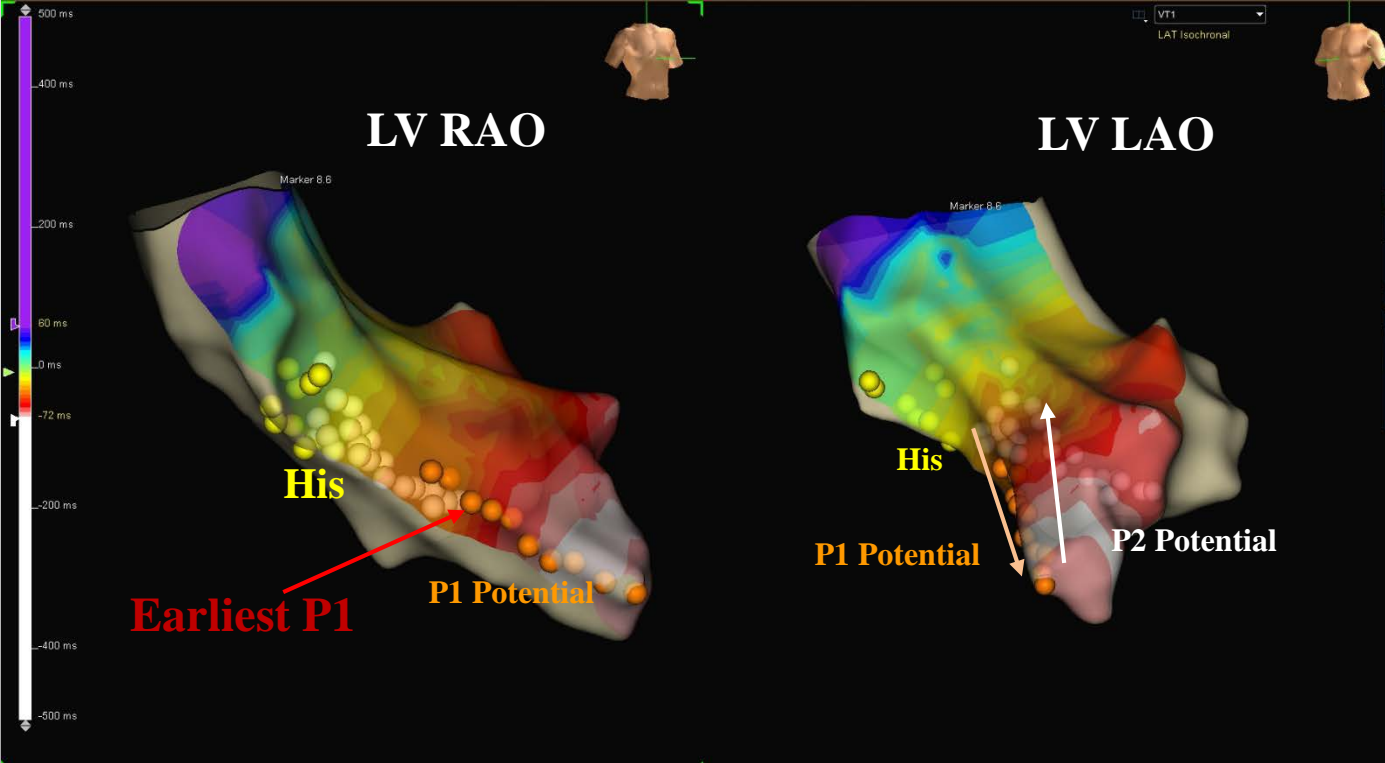 500 ms
400 ms
200 ms
60 ms
0 ms
-72 ms
-200 ms
-400 ms
-500 ms
LV RAO
Marker 8.6
His
Earliest P1
P1 Potential
VT1
LAT Isochronal
LV LAO
Marker 8.6
His
P1 Potential
P2 Potential